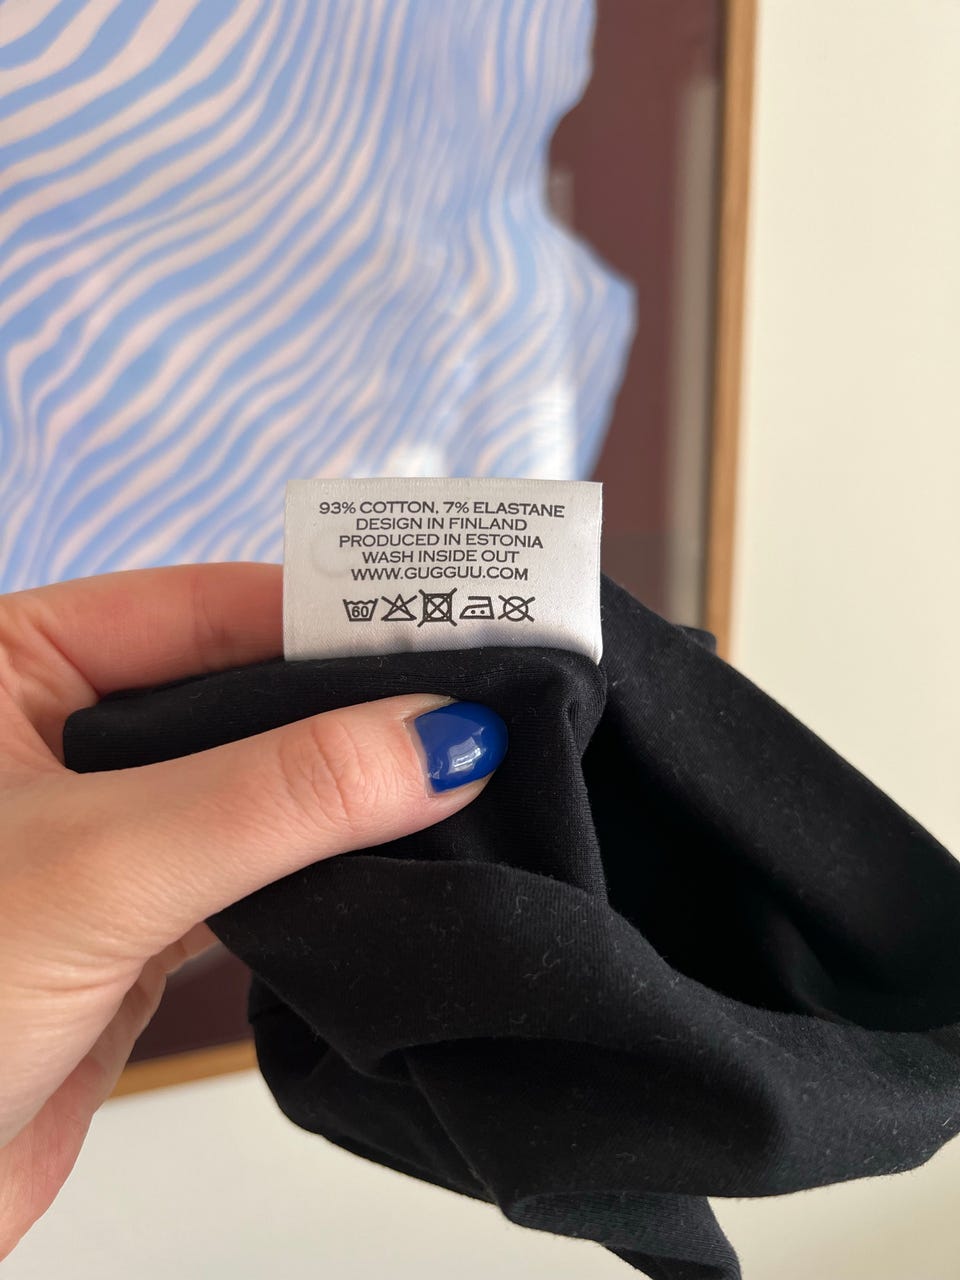 93% COTTON, 7% ELASTANE
DESIGN IN FINLAND
PRODUCED IN ESTONIA
WASH INSIDE OUT
WWW.GUGGUU.COM
60